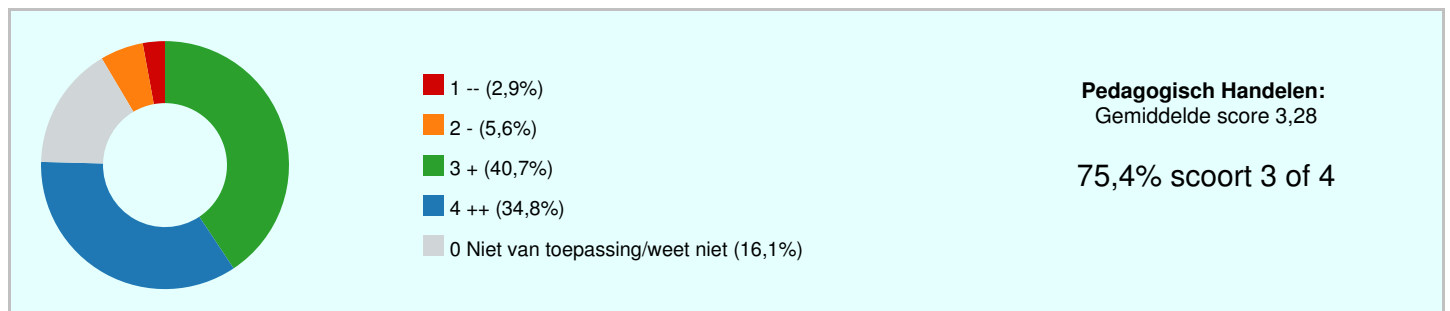 1 -- (2,9%)
2 - (5,6%)
3 + (40,7%)
4 ++ (34,8%)
0 Niet van toepassing/weet niet (16,1%)
Pedagogisch Handelen:
Gemiddelde score 3,28
75,4% scoort 3 of 4